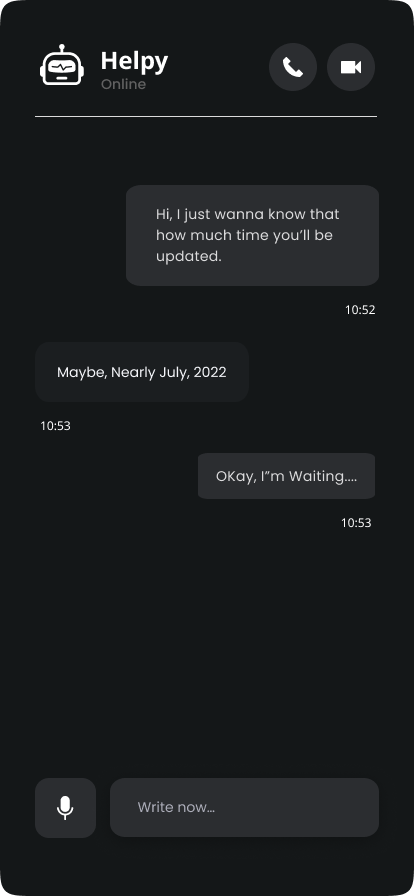 Helpy
Online
Hi, I just wanna know that
how much time you’ll be
updated.
10:52
Maybe, Nearly July, 2022
10:53
OKay, I”m Waiting....
10:53
Write now...